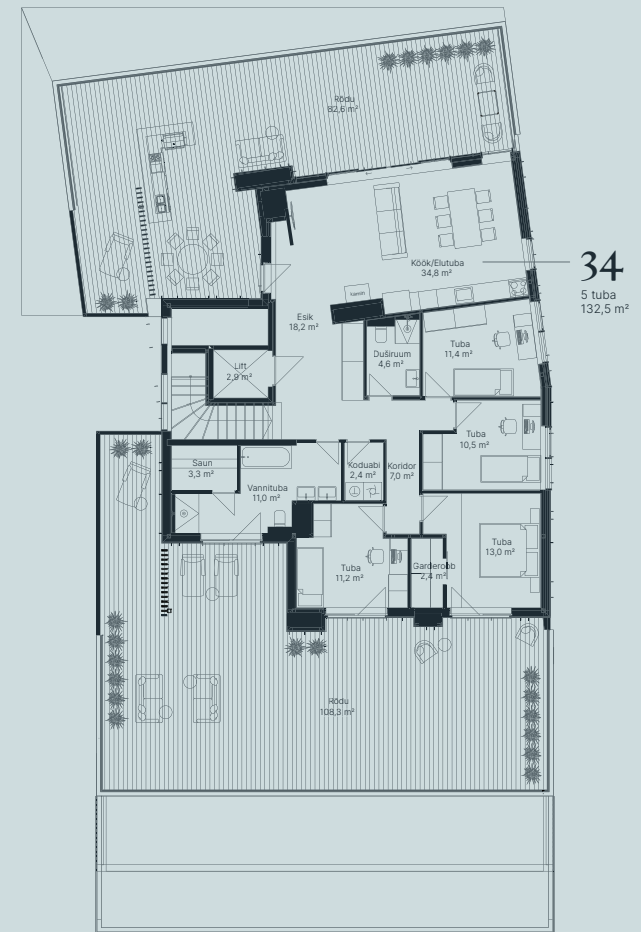 Rõdu
82,6 m²
Köök/Elutuba
34,8 m²
34
5 tuba
132,5 m²
Kamin
Esik
18,2 m²
Tuba
11,4 m²
Duširuum
4,6 m²
Lift
2,9 m²
Tuba
10,5 m²
Saun
3,3 m²
Koduabi
2,4 m²
Koridor
7,0 m²
Vannituba
11,0 m²
Tuba
13,0 m²
Tuba
11,2 m²
Garderoob
2,4 m²
Rõdu
108,3 m²